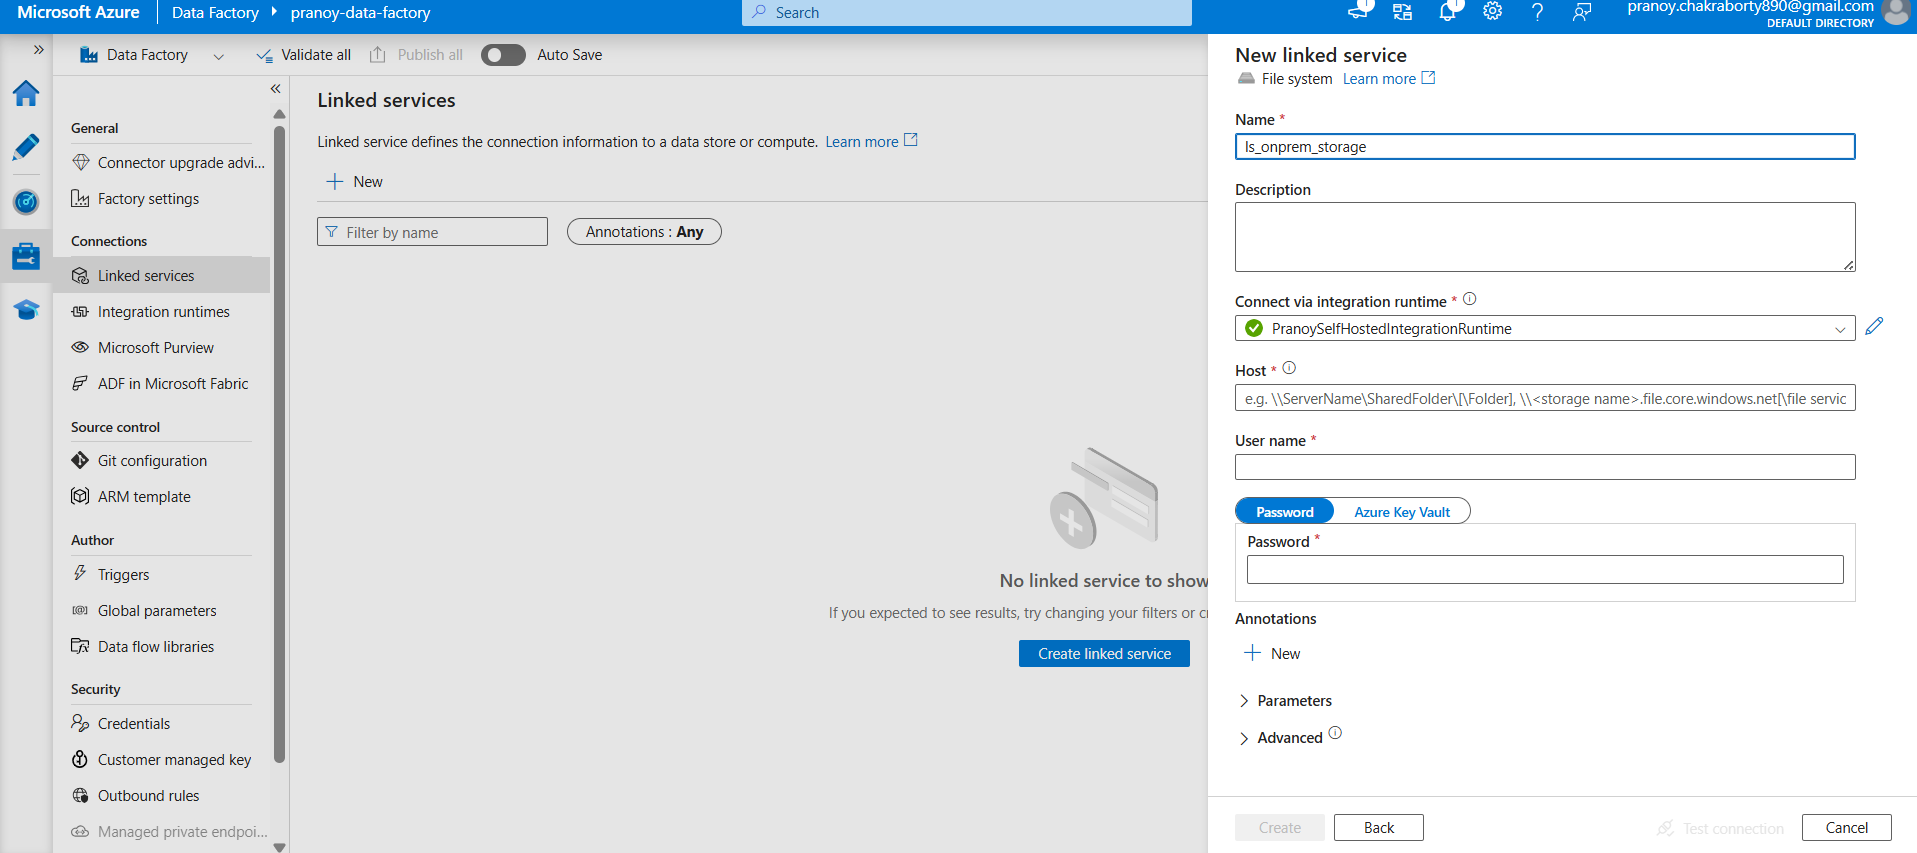 Microsoft Azure
Data Factory
pranoy-data-factory
Search
1
1
pranoy.chakraborty890@gmail.com
DEFAULT DIRECTORY
Data Factory
Validate all
Publish all
Auto Save
General
Connector upgrade advi...
Factory settings
Connections
Linked services
Integration runtimes
Microsoft Purview
ADF in Microsoft Fabric
Source control
Git configuration
ARM template
Author
Triggers
Global parameters
Data flow libraries
Security
Credentials
Customer managed key
Outbound rules
Managed private endpoi...
Linked services
Linked service defines the connection information to a data store or compute. Learn more
New
Filter by name
Annotations : Any
No linked service to show
If you expected to see results, try changing your filters or c
Create linked service
New linked service
File system Learn more
Name *
ls_onprem_storage
Description
Connect via integration runtime *
PranoySelfHostedIntegrationRuntime
Host *
e.g. \\ServerName\SharedFolder\[\Folder], \\<storage name>.file.core.windows.net[\file servic
User name *
Password
Azure Key Vault
Password *
Annotations
New
Parameters
Advanced
Create
Back
Test connection
Cancel